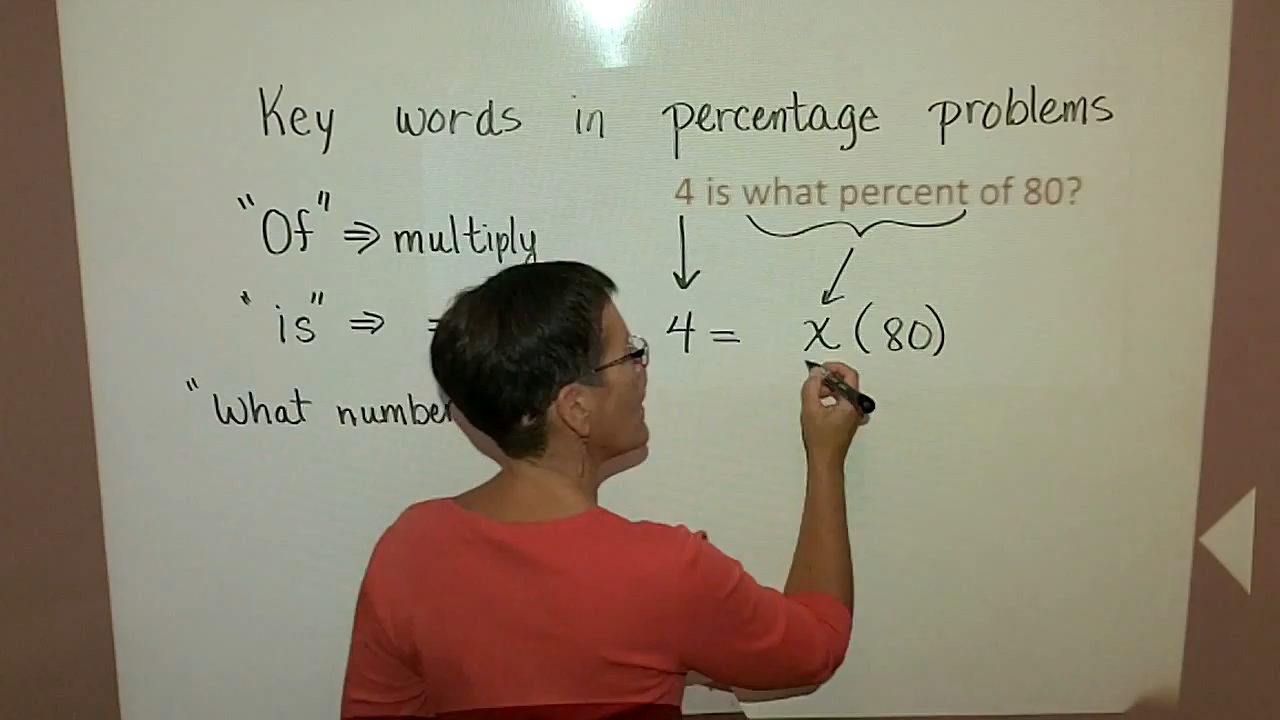 Key words in percentage problems
4 is what percent of 80?
"Of" ⇒ multiply
"is" ⇒ =
4 = x (80)
"What number